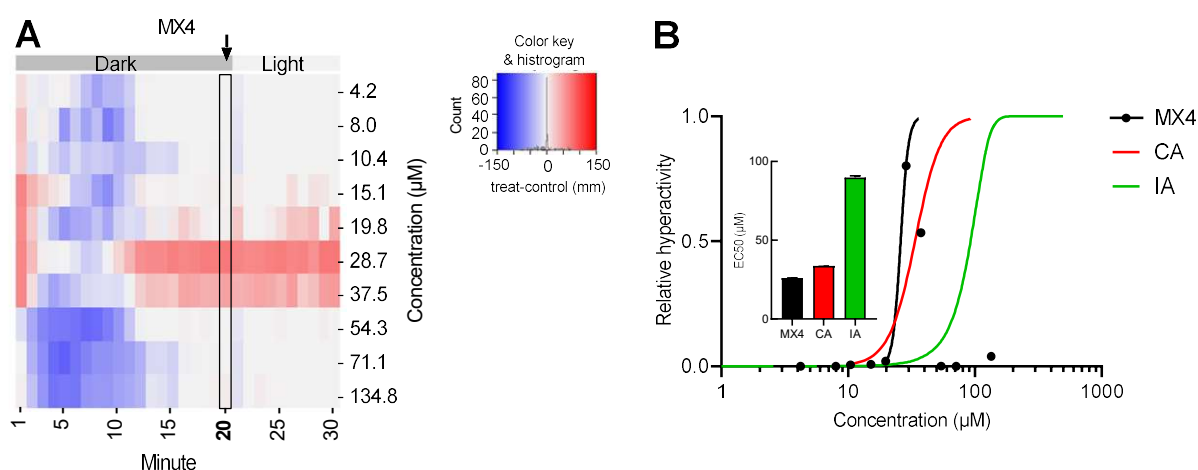 A
MX4
Dark
Light
4.2
8.0
10.4
15.1
19.8
28.7
37.5
54.3
71.1
134.8
Concentration (µM)
1
5
10
15
20
25
30
Minute
Color key
& histrogram
Count
80
60
40
20
0
-150
0
150
treat-control (mm)
B
Relative hyperactivity
1.0
0.5
0.0
1
10
100
1000
Concentration (µM)
EC50 (µM)
100
50
0
MX4
CA
IA
MX4
CA
IA